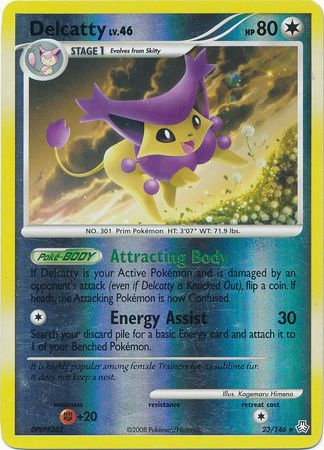 Delcatty LV.46 HP 80
STAGE 1 Evolves from Skitty
NO. 301 Prim Pokémon HT: 3'07" WT: 71.9 lbs.
Poké-BODY Attracting Body
If Delcatty is your Active Pokémon and is damaged by an
opponent's attack (even if Delcatty is Knocked Out), flip a coin. If
heads, the Attacking Pokémon is now Confused.
Energy Assist 30
Search your discard pile for a basic Energy card and attach it to
1 of your Benched Pokémon.
It is highly popular among female Trainers for its sublime fur.
It does not keep a nest.
Illus. Kagemaru Himeno
weakness resistance retreat cost
+20
©2008 Pokémon/Nintendo 23/146 ★